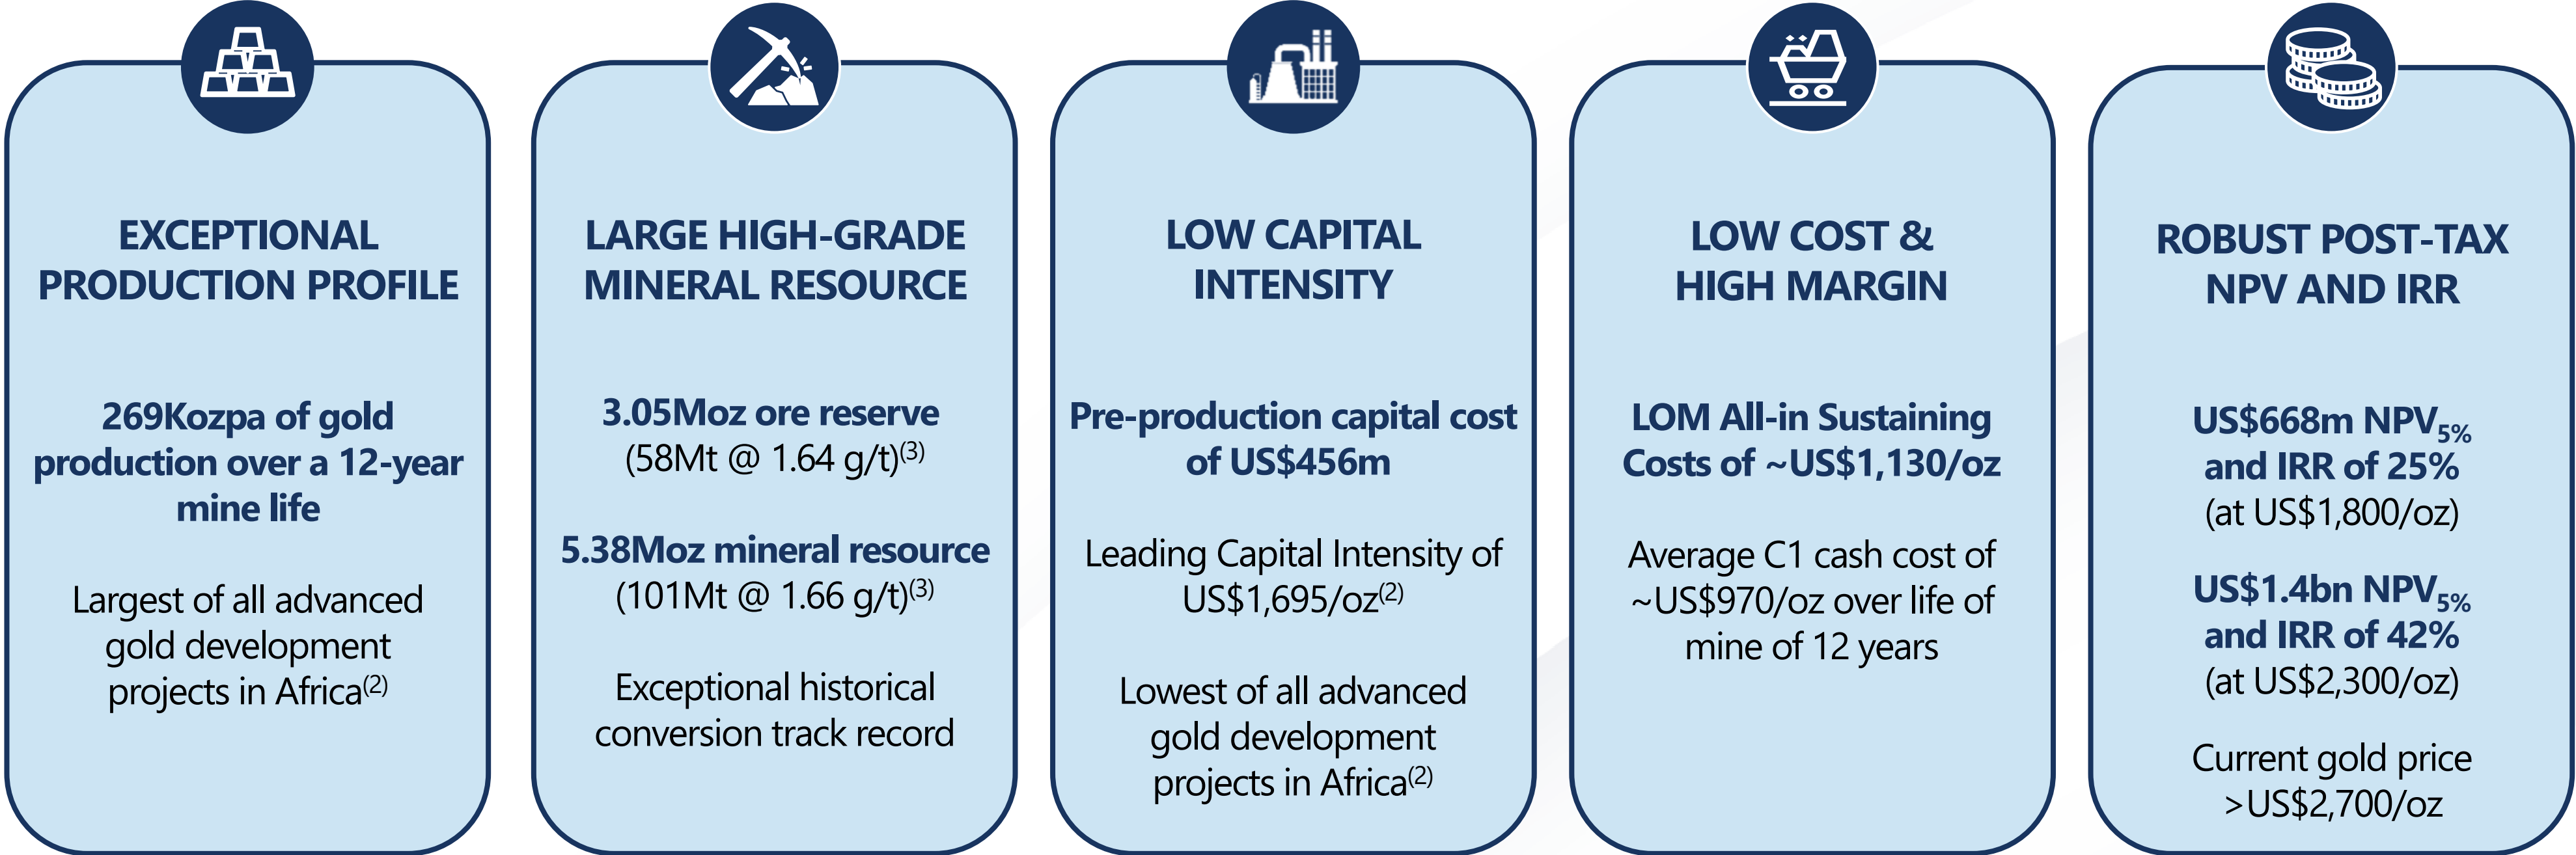 EXCEPTIONAL
PRODUCTION PROFILE
269Kozpa of gold
production over a 12-year
mine life
Largest of all advanced
gold development
projects in Africa(2)
LARGE HIGH-GRADE
MINERAL RESOURCE
3.05Moz ore reserve
(58Mt @ 1.64 g/t)(3)
5.38Moz mineral resource
(101Mt @ 1.66 g/t)(3)
Exceptional historical
conversion track record
LOW CAPITAL
INTENSITY
Pre-production capital cost
of US$456m
Leading Capital Intensity of
US$1,695/oz(2)
Lowest of all advanced
gold development
projects in Africa(2)
LOW COST &
HIGH MARGIN
LOM All-in Sustaining
Costs of ~US$1,130/oz
Average C1 cash cost of
~US$970/oz over life of
mine of 12 years
ROBUST POST-TAX
NPV AND IRR
US$668m NPV5%
and IRR of 25%
(at US$1,800/oz)
US$1.4bn NPV5%
and IRR of 42%
(at US$2,300/oz)
Current gold price
>US$2,700/oz